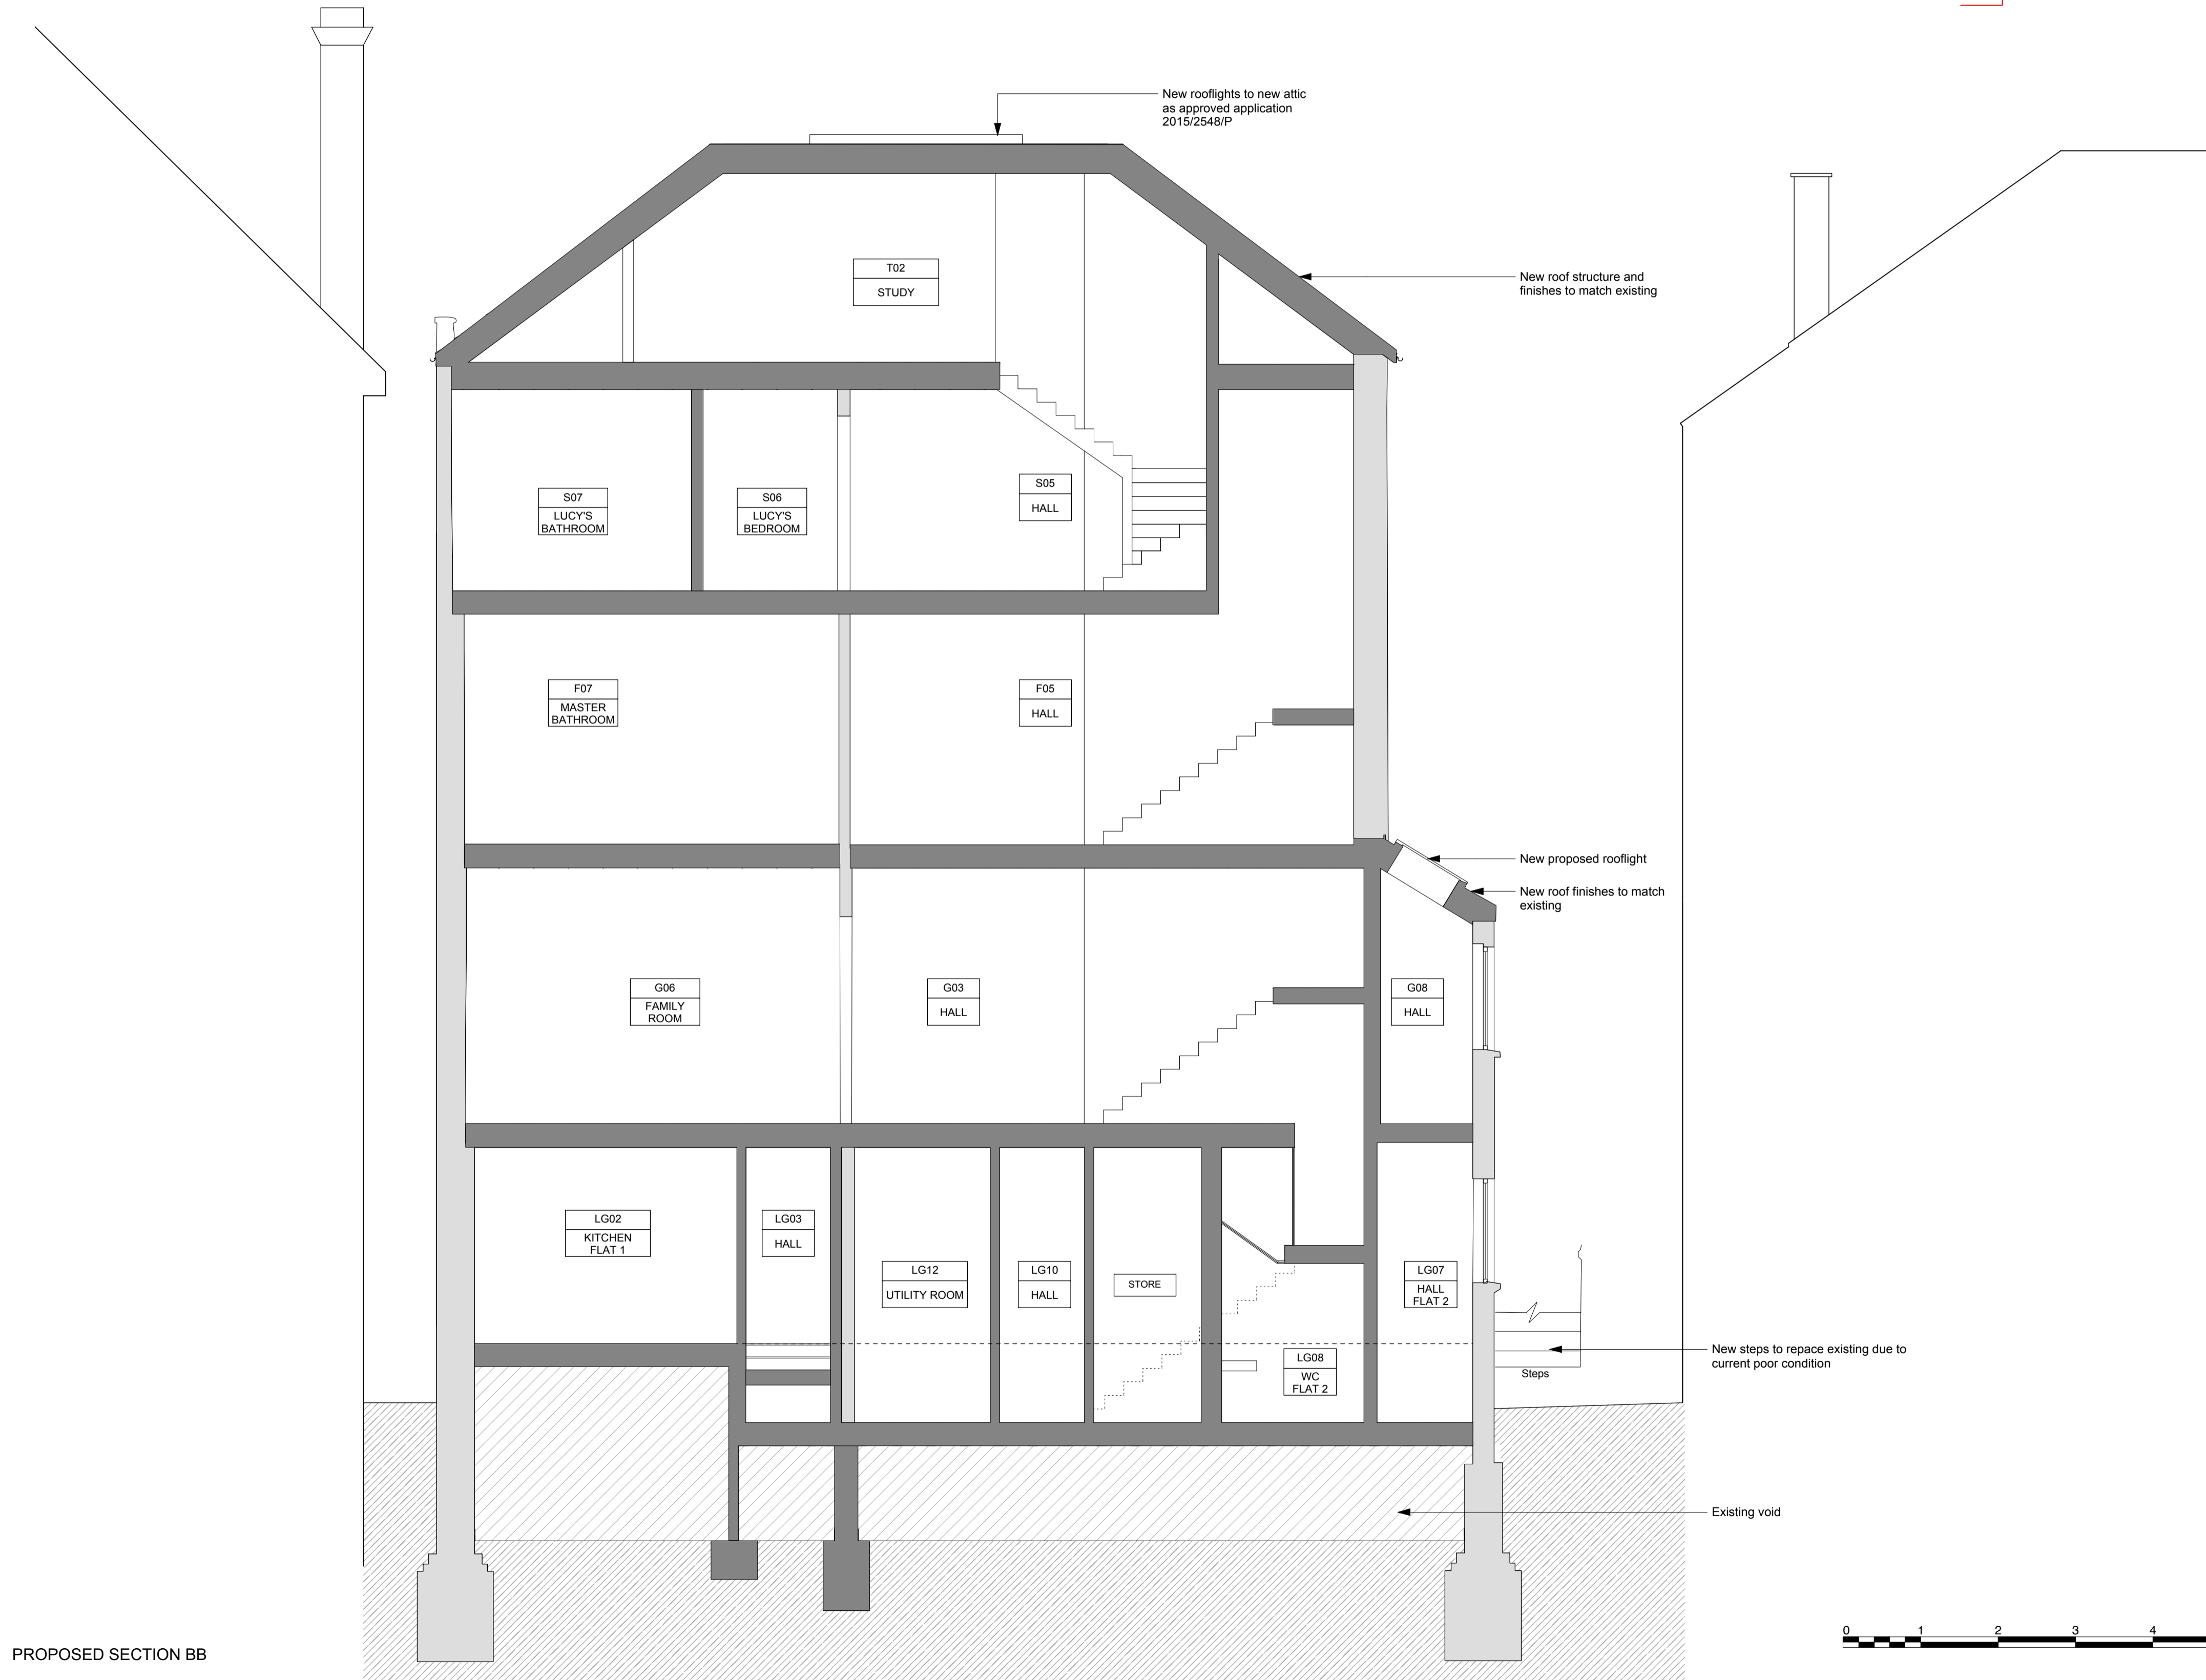 New rooflights to new attic
as approved application
2015/2548/P
T02
STUDY
New roof structure and
finishes to match existing
S07
LUCY'S
BATHROOM
S06
LUCY'S
BEDROOM
S05
HALL
F07
MASTER
BATHROOM
F05
HALL
New proposed rooflight
New roof finishes to match
existing
G06
FAMILY
ROOM
G03
HALL
G08
HALL
LG02
KITCHEN
FLAT 1
LG03
HALL
LG12
UTILITY ROOM
LG10
HALL
STORE
LG07
HALL
FLAT 2
LG08
WC
FLAT 2
New steps to repace existing due to
current poor condition
Steps
Existing void
PROPOSED SECTION BB
0 1 2 3 4